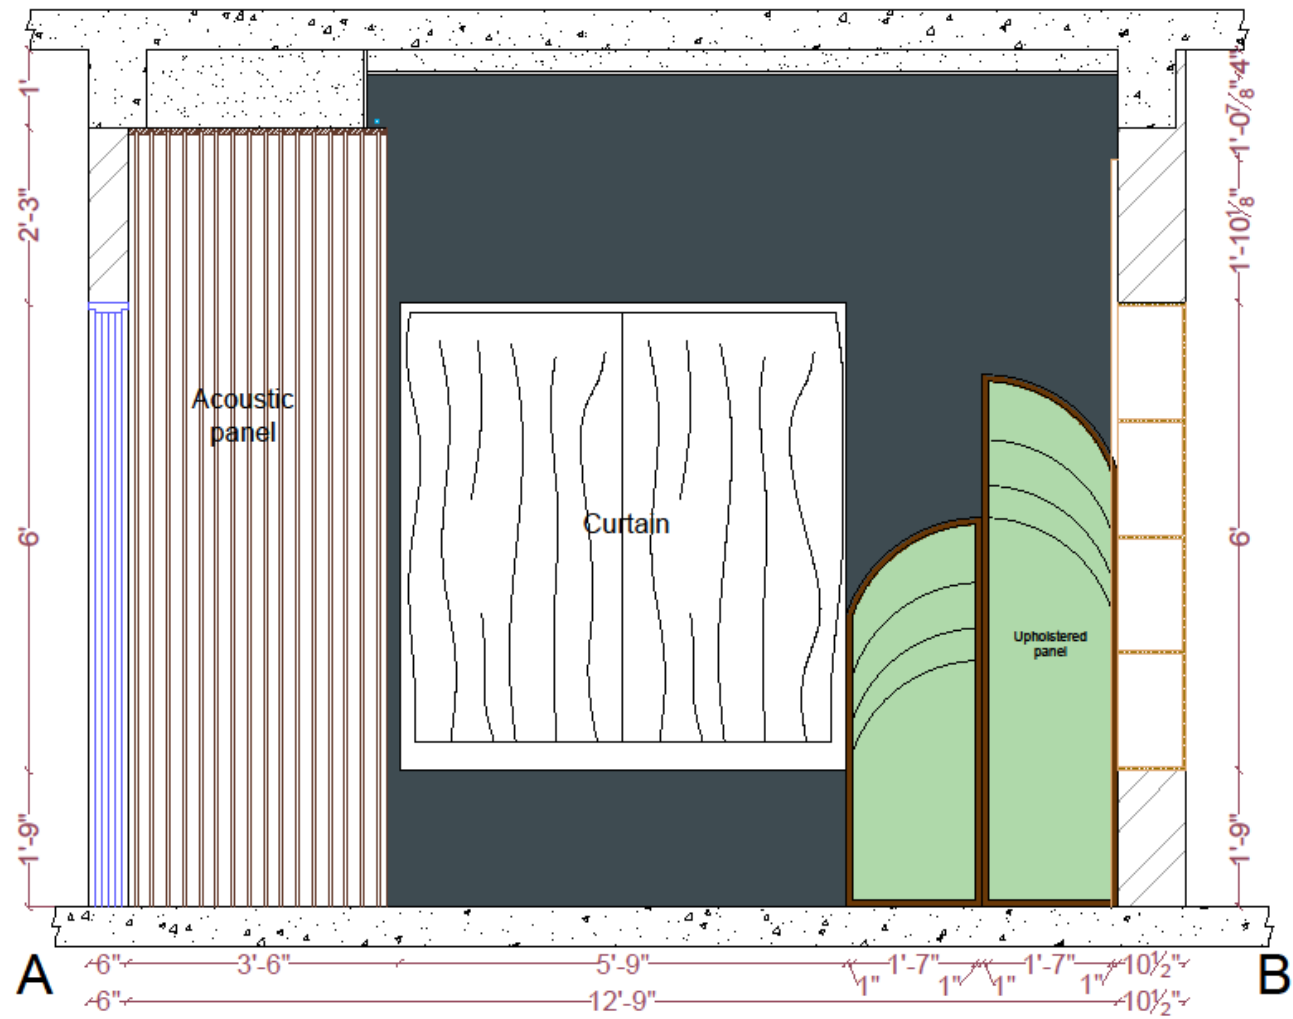 1'
2'-3"
6'
1'-9"
4"
1'-0⅞"
1'-10⅛"
6'
1'-9"
Acoustic
panel
Curtain
Upholstered
panel
A
B
6" 3'-6" 5'-9" 1'-7" 1'-7" 10½"
1" 1" 1" 1"
6" 12'-9" 10½"